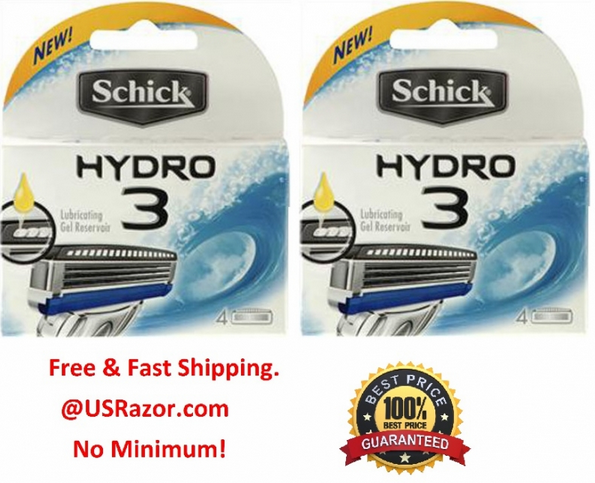 NEW!
Schick
HYDRO
3
Lubricating
Gel Reservoir
4
NEW!
Schick
HYDRO
3
Lubricating
Gel Reservoir
4
Free & Fast Shipping.
@USRazor.com
No Minimum!
BEST PRICE
100%
BEST PRICE
GUARANTEED